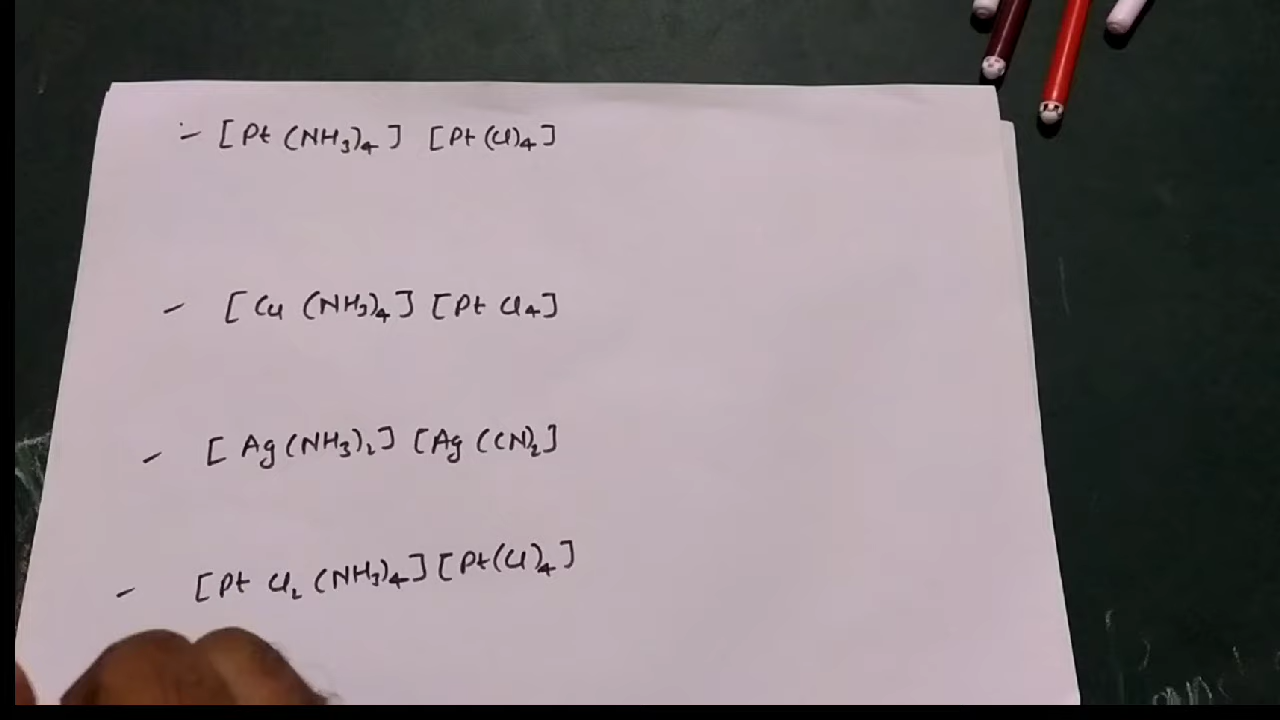 :- [Pt (NH3)4] [Pt(Cl)4]
- [Cu (NH3)4] [Pt Cl4]
- [Ag(NH3)2] [Ag (CN)2]
- [Pt Cl2 (NH3)4] [Pt(Cl)4]